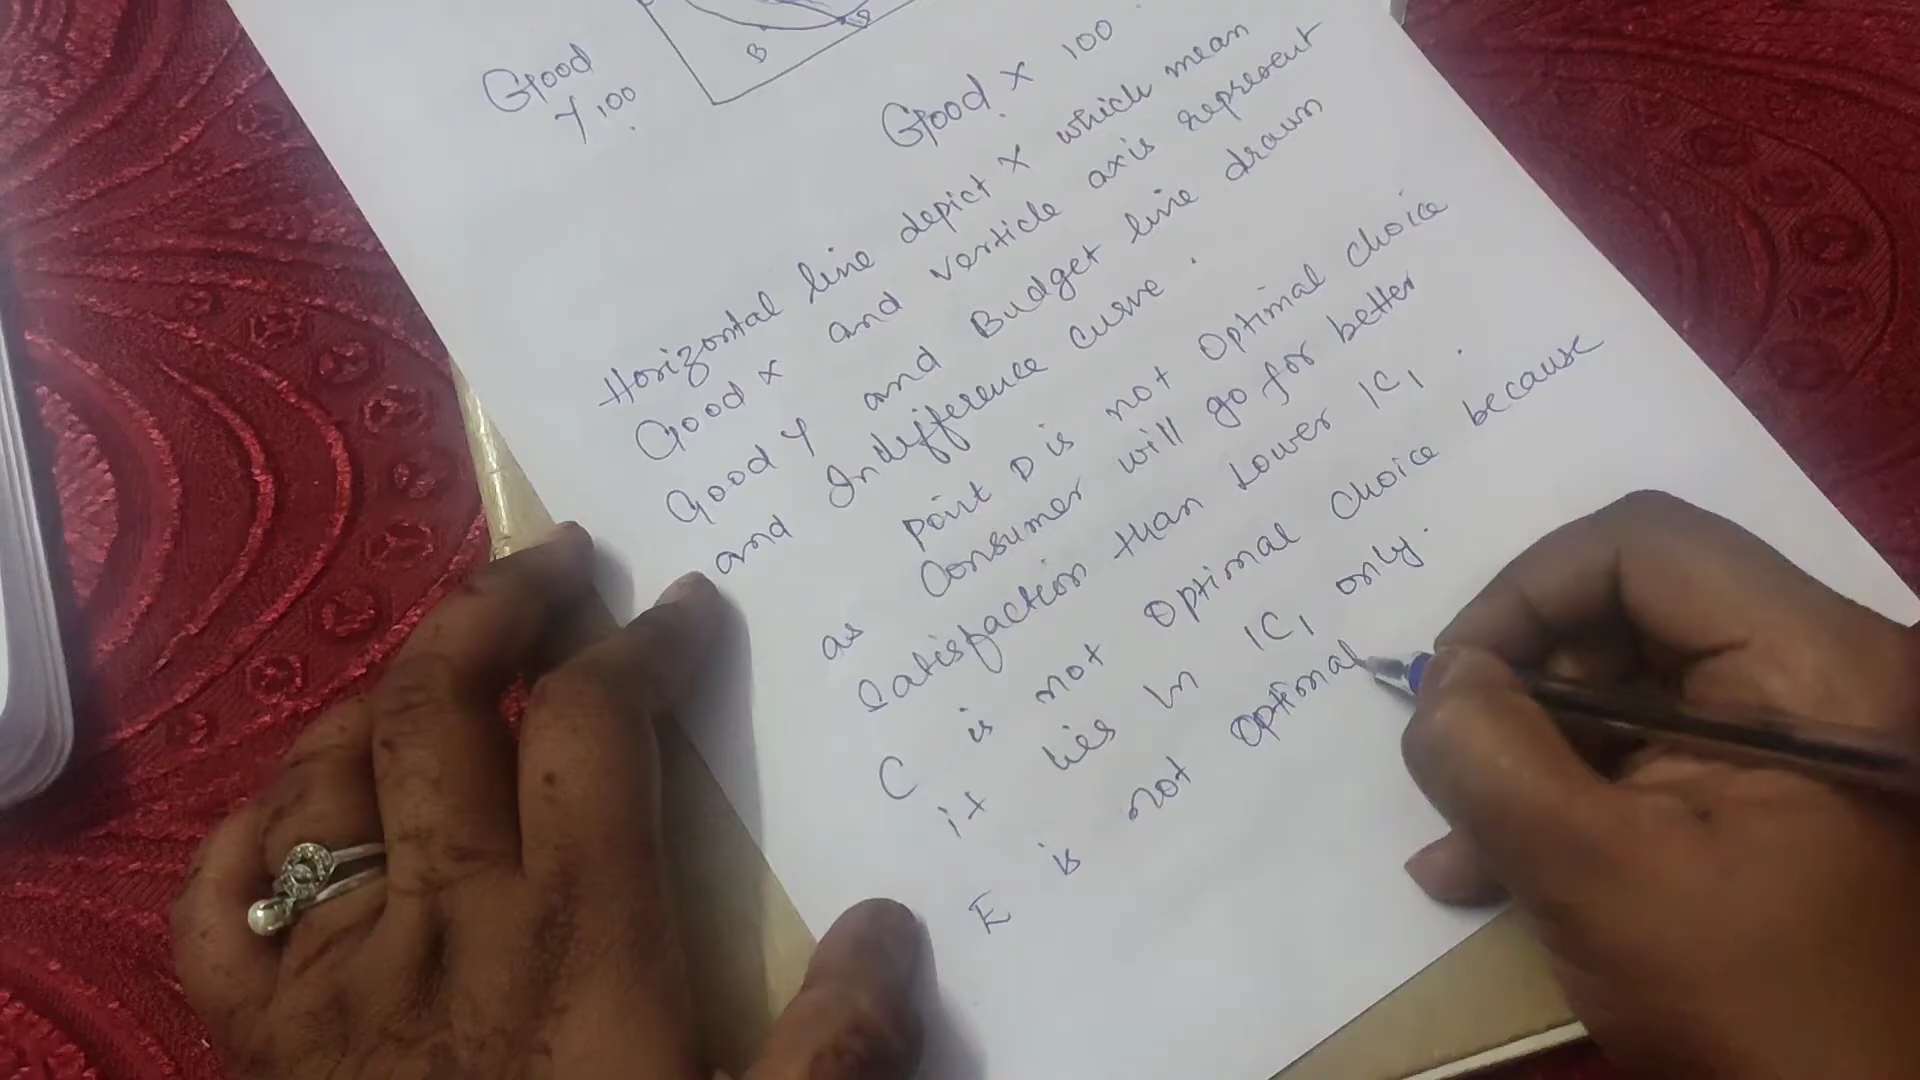 B
Good
Y 100
Good X 100
Horizontal line depict X which mean
Good X and verticle axis represent
Good Y and Budget line drawn
and Indifference curve.
point D is not Optimal Choice
as Consumer will go for better
Satisfaction than Lower IC1.
C is not Optimal Choice because
it lies in IC1 only.
E is not optimal